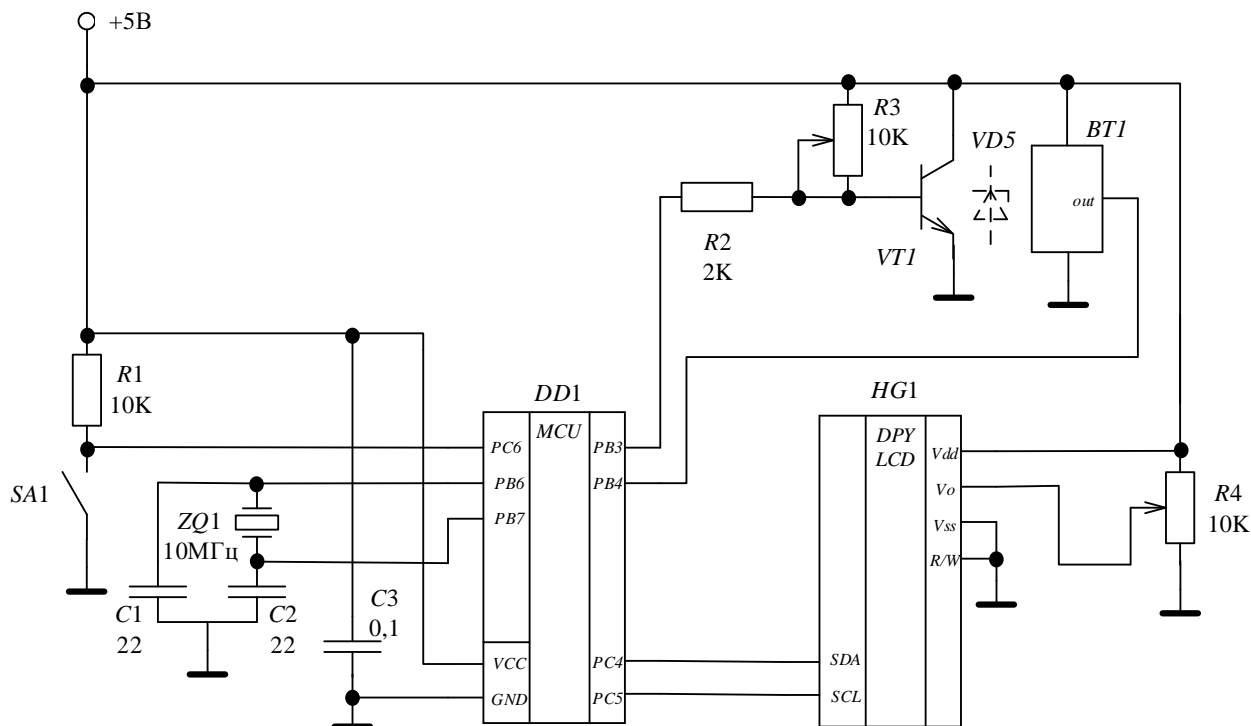 +5В
R3
10K
VD5
BT1
out
R2
2K
VT1
R1
10K
DD1
HG1
MCU
DPY
LCD
PC6
PB6
PB7
VCC
GND
PB3
PB4
PC4
PC5
SA1
ZQ1
10МГц
C1
22
C2
22
C3
0,1
SDA
SCL
Vdd
Vo
Vss
R/W
R4
10K